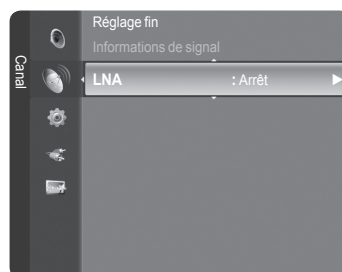 Canal
Réglage fin
Informations de signal
LNA : Arrêt